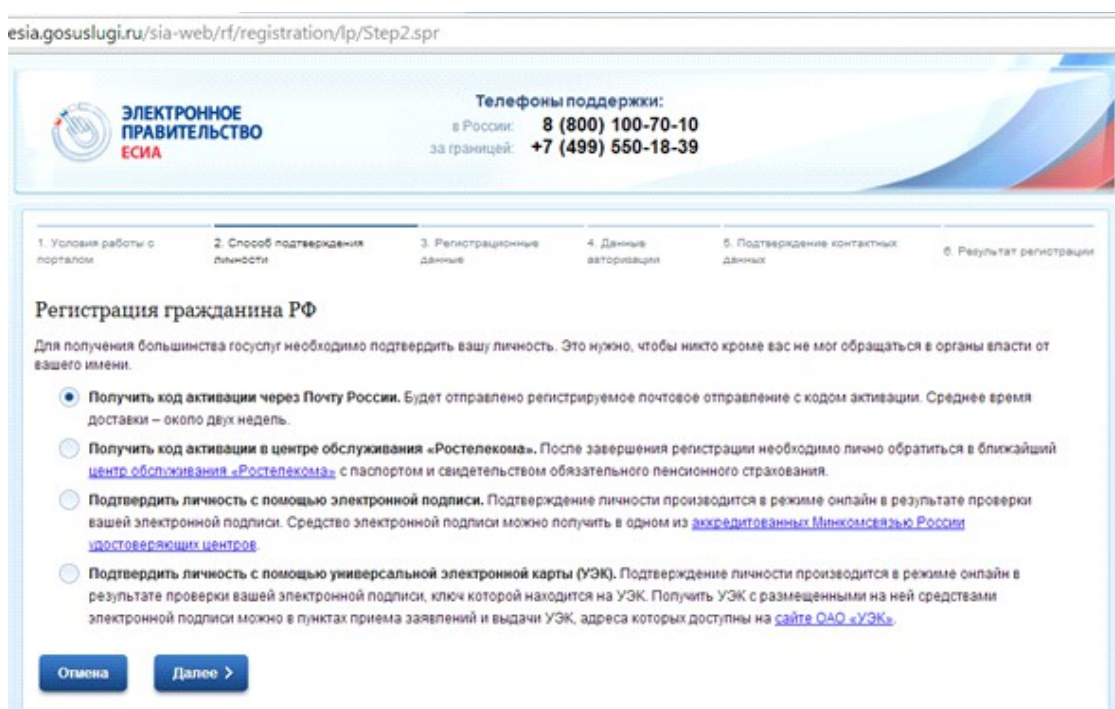 esia.gosuslugi.ru/sia-web/rf/registration/lp/Step2.spr
ЭЛЕКТРОННОЕ
ПРАВИТЕЛЬСТВО
ЕСИА
Телефоны поддержки:
в России: 8 (800) 100-70-10
за границей: +7 (499) 550-18-39
1. Условия работы с
порталом
2. Способ подтверждения
личности
3. Регистрационные
данные
4. Данные
авторизации
5. Подтверждение контактных
данных
6. Результат регистрации
Регистрация гражданина РФ
Для получения большинства госуслуг необходимо подтвердить вашу личность. Это нужно, чтобы никто кроме вас не мог обращаться в органы власти от
вашего имени.
Получить код активации через Почту России. Будет отправлено регистрируемое почтовое отправление с кодом активации. Среднее время
доставки – около двух недель.
Получить код активации в центре обслуживания «Ростелекома». После завершения регистрации необходимо лично обратиться в ближайший
центр обслуживания «Ростелекома» с паспортом и свидетельством обязательного пенсионного страхования.
Подтвердить личность с помощью электронной подписи. Подтверждение личности производится в режиме онлайн в результате проверки
вашей электронной подписи. Средство электронной подписи можно получить в одном из аккредитованных Минкомсвязью России
удостоверяющих центров.
Подтвердить личность с помощью универсальной электронной карты (УЭК). Подтверждение личности производится в режиме онлайн в
результате проверки вашей электронной подписи, ключ которой находится на УЭК. Получить УЭК с размещенными на ней средствами
электронной подписи можно в пунктах приема заявлений и выдачи УЭК, адреса которых доступны на сайте ОАО «УЭК».
Отмена
Далее >